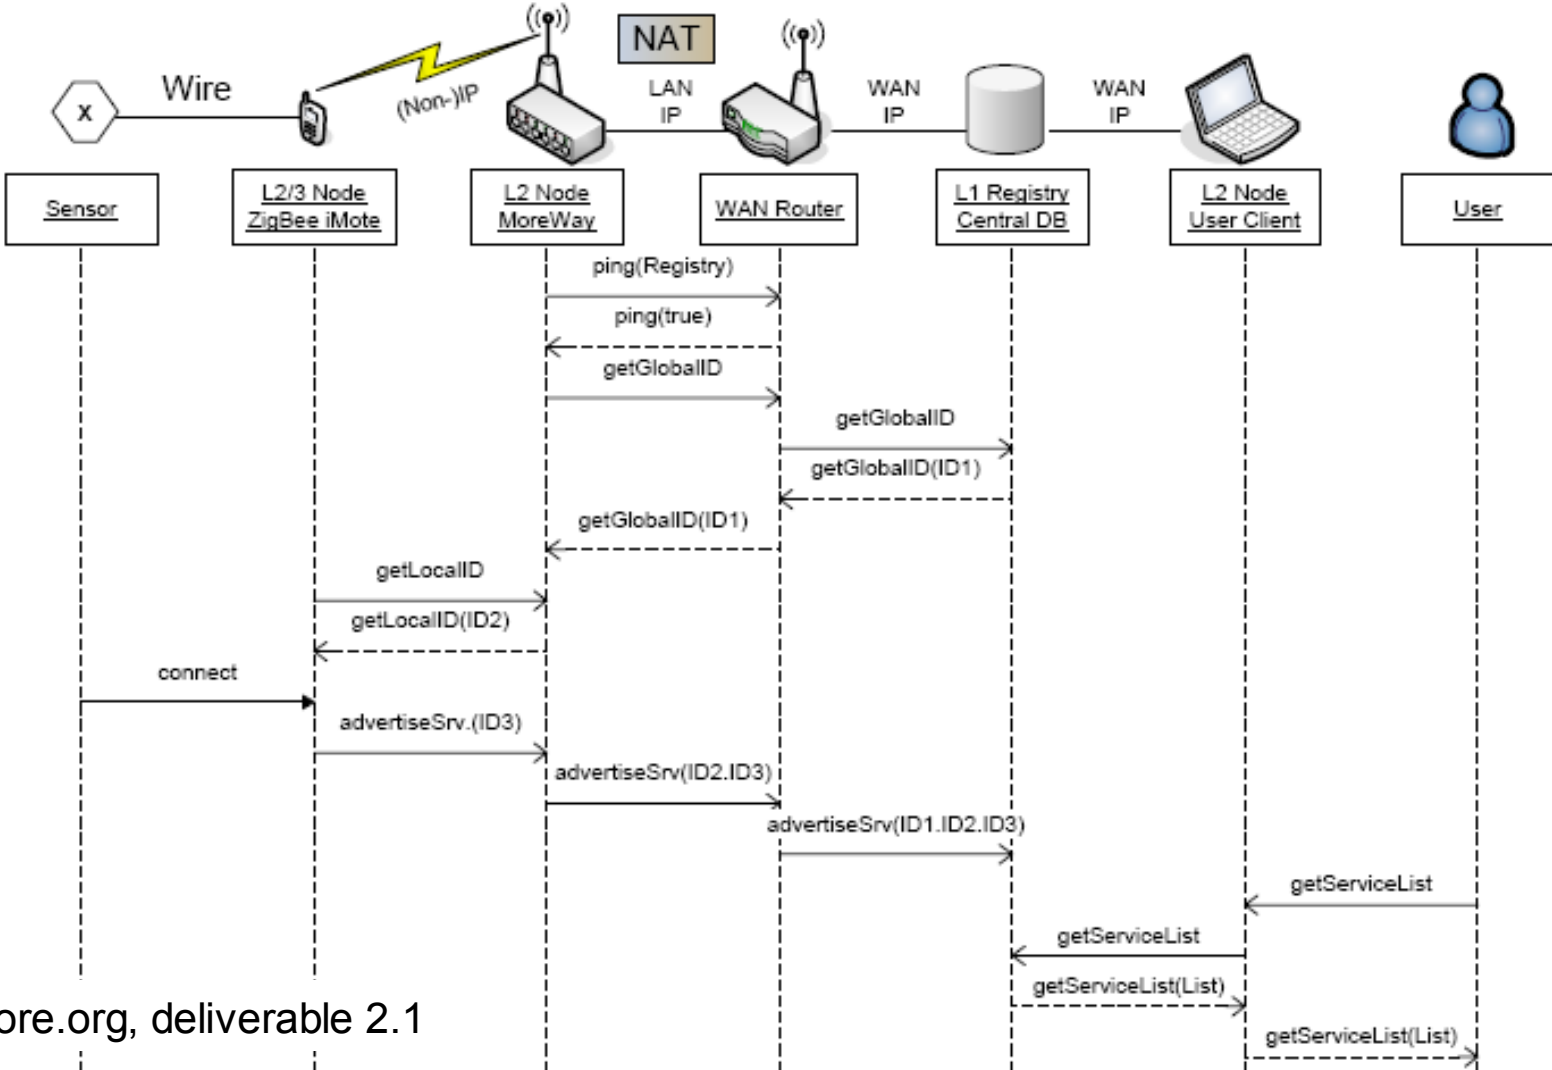 NAT
Wire
(Non-)IP
LAN
IP
WAN
IP
WAN
IP
X
Sensor
L2/3 Node
ZigBee iMote
L2 Node
MoreWay
WAN Router
L1 Registry
Central DB
L2 Node
User Client
User
ping(Registry)
ping(true)
getGlobalID
getGlobalID
getGlobalID(ID1)
getGlobalID(ID1)
getLocalID
getLocalID(ID2)
connect
advertiseSrv.(ID3)
advertiseSrv(ID2.ID3)
advertiseSrv(ID1.ID2.ID3)
getServiceList
getServiceList
getServiceList(List)
getServiceList(List)
ore.org, deliverable 2.1